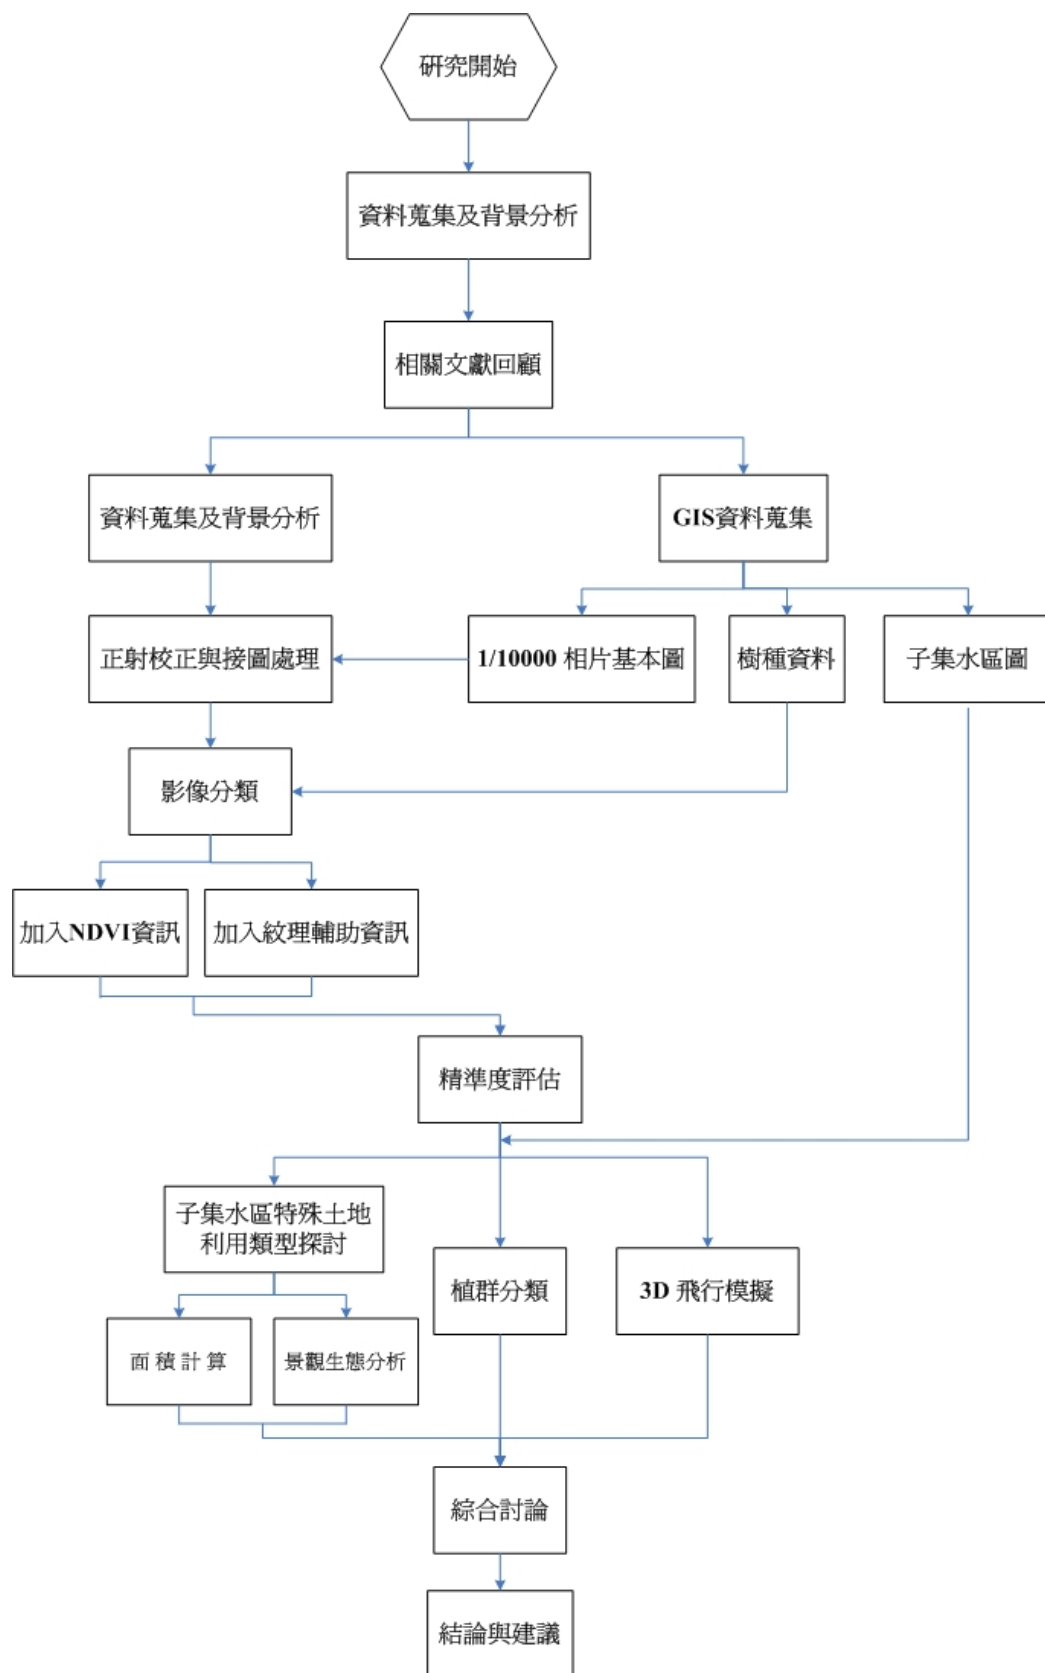 研究開始
資料蒐集及背景分析
相關文獻回顧
資料蒐集及背景分析
GIS資料蒐集
正射校正與接圖處理
1/10000 相片基本圖
樹種資料
子集水區圖
影像分類
加入NDVI資訊
加入紋理輔助資訊
精準度評估
子集水區特殊土地
利用類型探討
植群分類
3D 飛行模擬
面 積 計 算
景觀生態分析
綜合討論
結論與建議